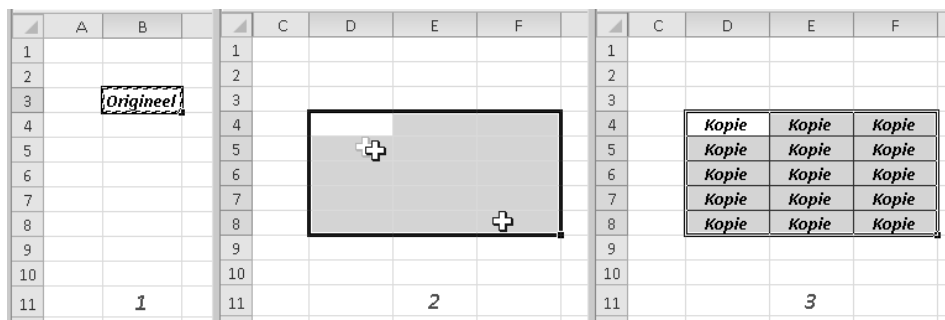 A B C D E F C D E F
1 1 1
2 2 2
3 Origineel 3 3
4 4 4 Kopie Kopie Kopie
5 5 5 Kopie Kopie Kopie
6 6 6 Kopie Kopie Kopie
7 7 7 Kopie Kopie Kopie
8 8 8 Kopie Kopie Kopie
9 9 9
10 10 10
11 1 11 2 11 3